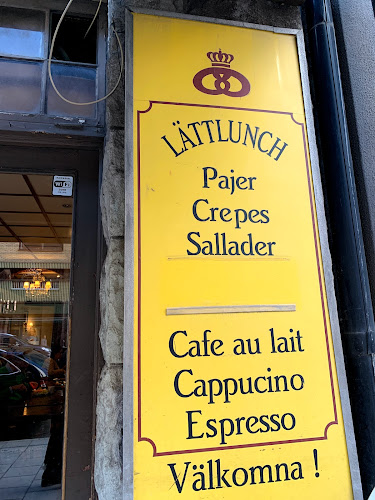 LÄTTLUNCH
Pajer
Crepes
Sallader
Cafe au lait
Cappucino
Espresso
Välkomna !